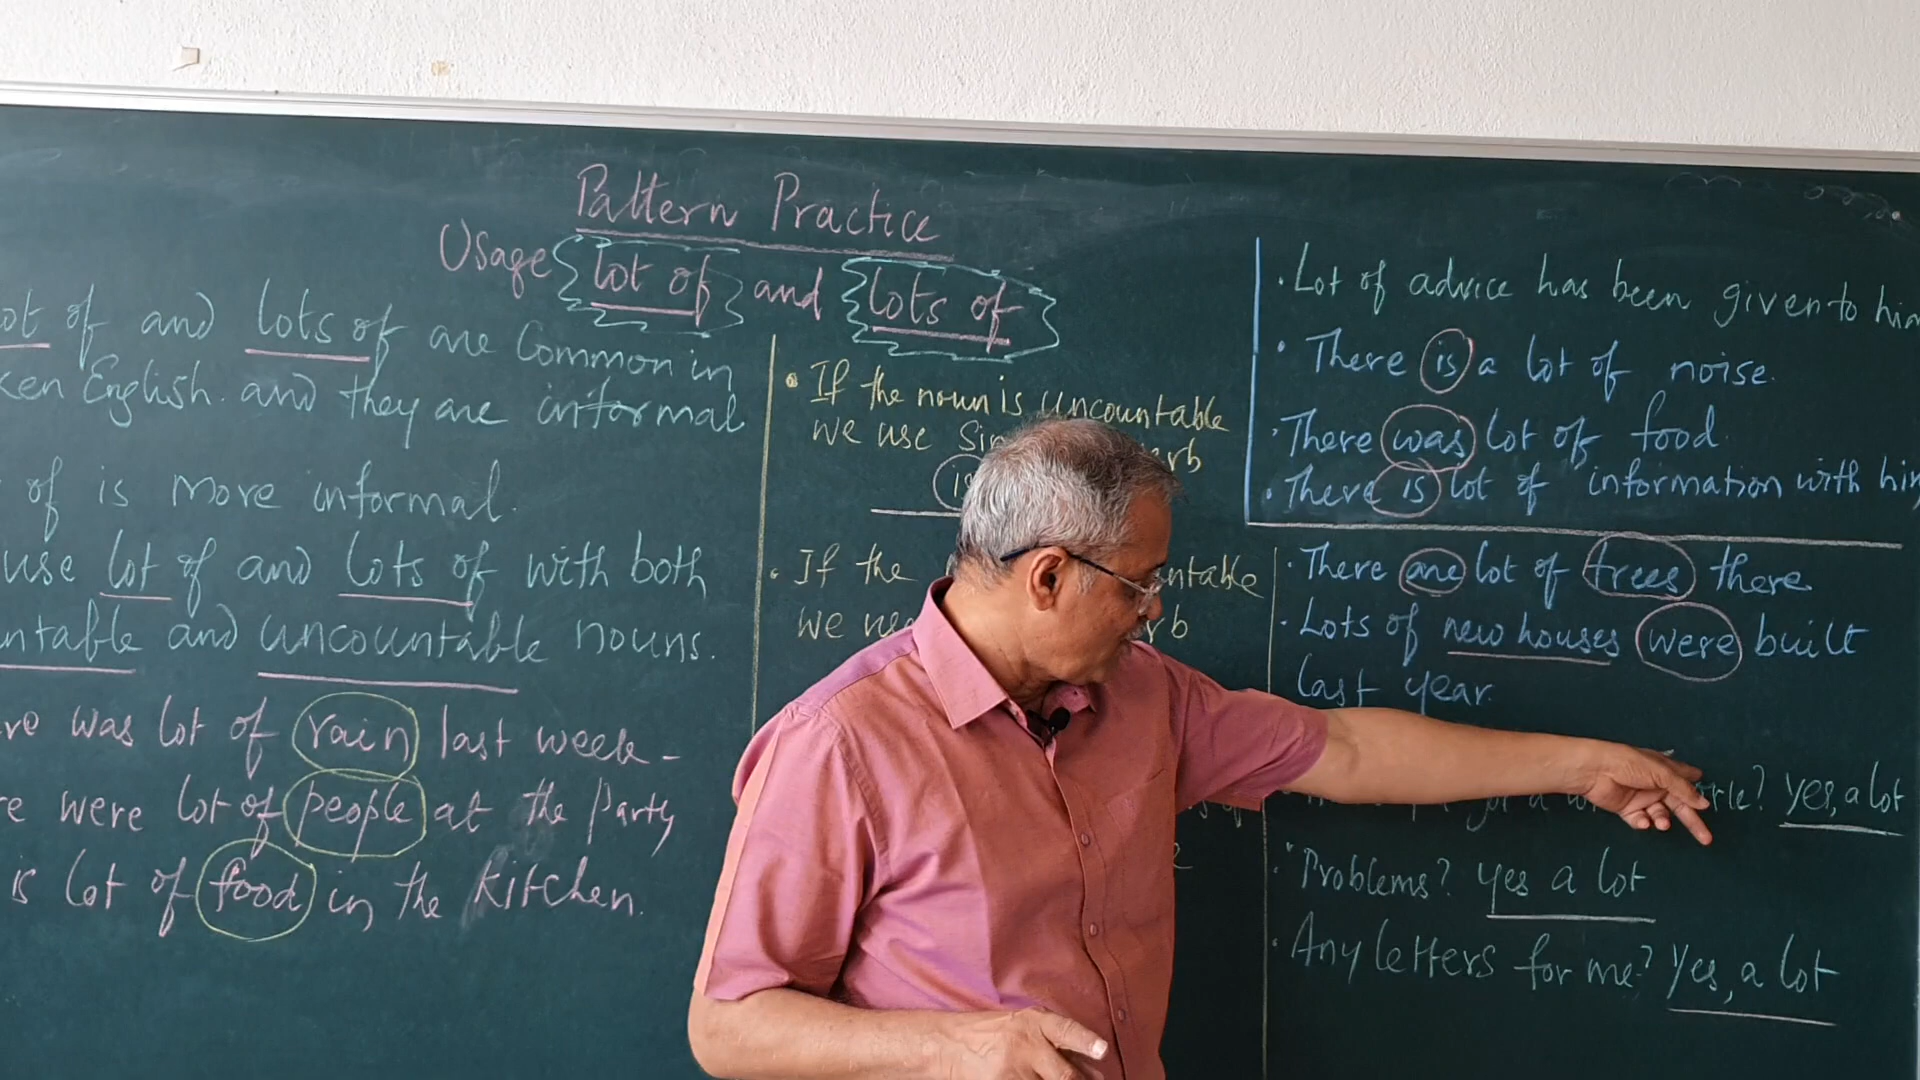 Pattern Practice
Usage lot of and lots of
ot of and lots of are Common in
ken English. and they are informal
of is more informal.
use lot of and lots of with both
ntable and uncountable nouns.
re was lot of rain last week-
re were lot of people at the Party
is lot of food in the kitchen.
• If the noun is uncountable
we use Sin rb
is
• If the ntable
we rb
• Lot of advice has been given to him
• There is a lot of noise.
• There was lot of food.
• There is lot of information with him
• There are lot of trees there
• Lots of new houses were built
last year.
? yes, a lot
• Problems? yes a lot
• Any letters for me? Yes, a lot